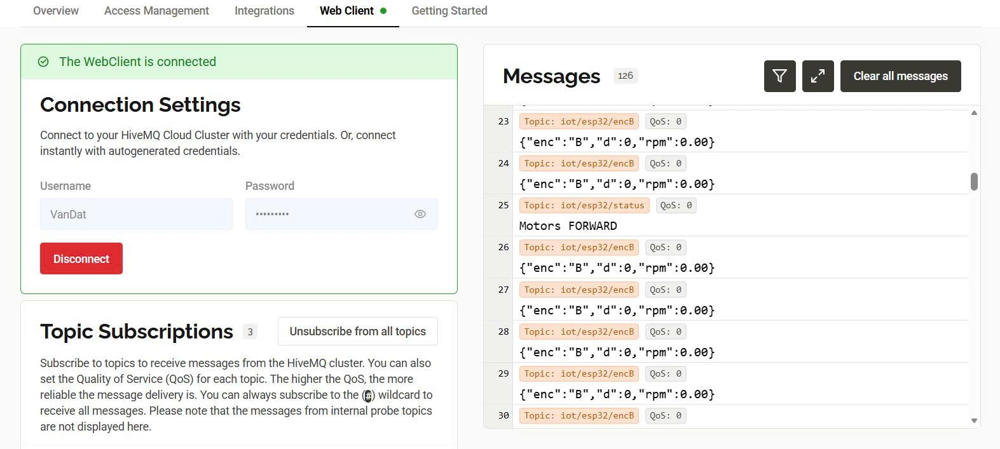 Overview Access Management Integrations Web Client Getting Started
The WebClient is connected
Connection Settings
Connect to your HiveMQ Cloud Cluster with your credentials. Or, connect
instantly with autogenerated credentials.
Username Password
VanDat •••••••••
Disconnect
Topic Subscriptions 3 Unsubscribe from all topics
Subscribe to topics to receive messages from the HiveMQ cluster. You can also
set the Quality of Service (QoS) for each topic. The higher the QoS, the more
reliable the message delivery is. You can always subscribe to the (#) wildcard to
receive all messages. Please note that the messages from internal probe topics
are not displayed here.
Messages 126 Clear all messages
23 Topic: iot/esp32/encB QoS: 0
{"enc":"B","d":0,"rpm":0.00}
24 Topic: iot/esp32/encB QoS: 0
{"enc":"B","d":0,"rpm":0.00}
25 Topic: iot/esp32/status QoS: 0
Motors FORWARD
26 Topic: iot/esp32/encB QoS: 0
{"enc":"B","d":0,"rpm":0.00}
27 Topic: iot/esp32/encB QoS: 0
{"enc":"B","d":0,"rpm":0.00}
28 Topic: iot/esp32/encB QoS: 0
{"enc":"B","d":0,"rpm":0.00}
29 Topic: iot/esp32/encB QoS: 0
{"enc":"B","d":0,"rpm":0.00}
30 Topic: iot/esp32/encB QoS: 0